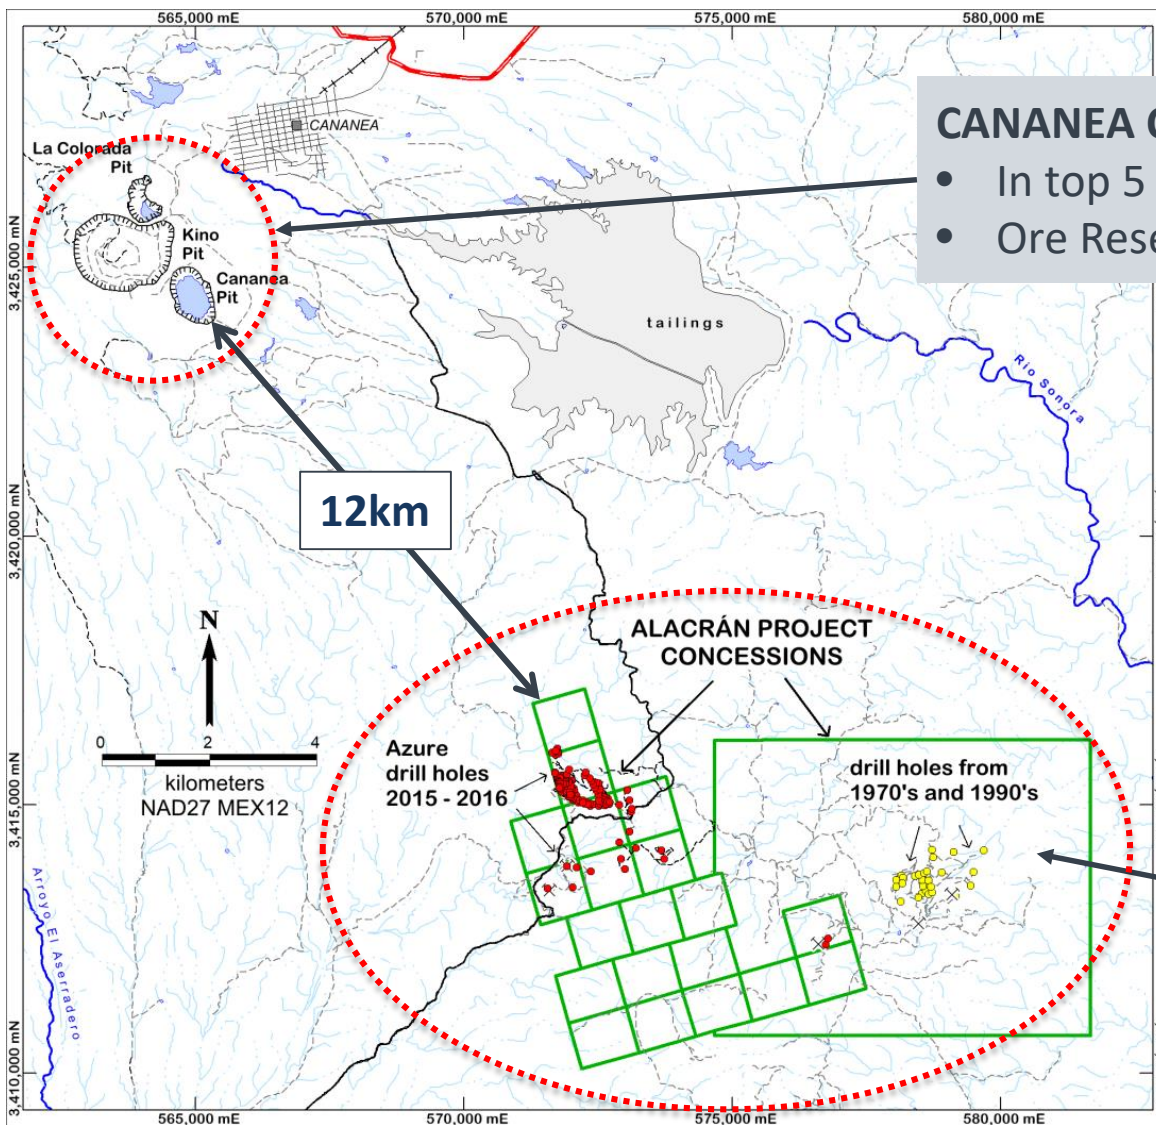 565,000 mE
570,000 mE
575,000 mE
580,000 mE
CANANEA
La Colorada
Pit
Kino
Pit
Cananea
Pit
CANANEA
• In top 5
• Ore
tailings
Rio Sonora
3,425,000 mN
3,420,000 mN
3,415,000 mN
3,410,000 mN
12km
N
0 2 4
kilometers
NAD27 MEX12
ALACRÁN PROJECT
CONCESSIONS
Azure
drill holes
2015 - 2016
drill holes from
1970's and 1990's
Arroyo El Aserradero
565,000 mE
570,000 mE
575,000 mE
580,000 mE